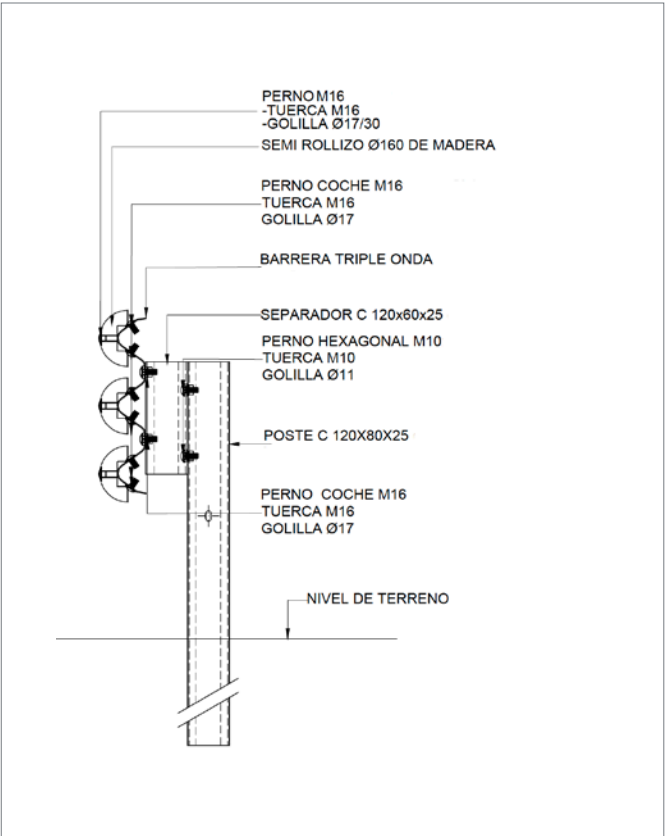 PERNO M16
-TUERCA M16
-GOLILLA Ø17/30
SEMI ROLLIZO Ø160 DE MADERA
PERNO COCHE M16
TUERCA M16
GOLILLA Ø17
BARRERA TRIPLE ONDA
SEPARADOR C 120x60x25
PERNO HEXAGONAL M10
TUERCA M10
GOLILLA Ø11
POSTE C 120X80X25
PERNO COCHE M16
TUERCA M16
GOLILLA Ø17
NIVEL DE TERRENO